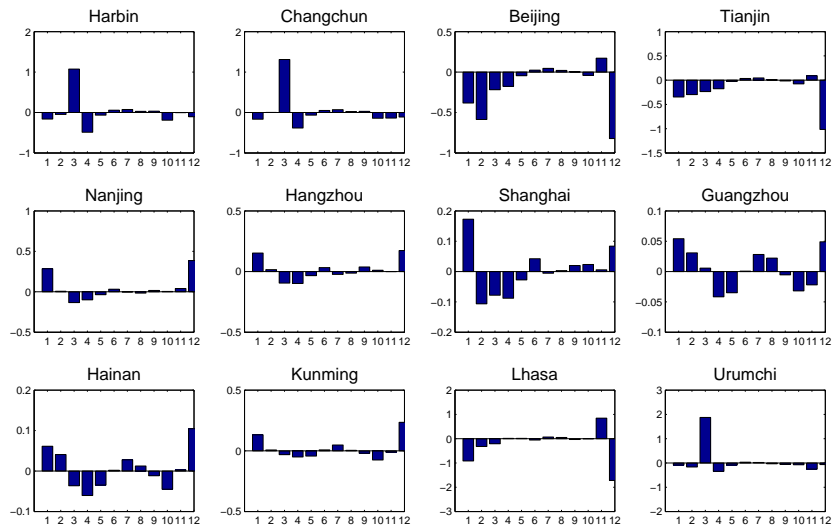 Harbin
2
1
0
−1
1 2 3 4 5 6 7 8 9 10 11 12
Changchun
2
1
0
−1
1 2 3 4 5 6 7 8 9 10 11 12
Beijing
0.5
0
−0.5
−1
1 2 3 4 5 6 7 8 9 10 11 12
Tianjin
1
0.5
0
−0.5
−1
−1.5
1 2 3 4 5 6 7 8 9 10 11 12
Nanjing
1
0.5
0
−0.5
1 2 3 4 5 6 7 8 9 10 11 12
Hangzhou
0.5
0
−0.5
1 2 3 4 5 6 7 8 9 10 11 12
Shanghai
0.2
0.1
0
−0.1
−0.2
1 2 3 4 5 6 7 8 9 10 11 12
Guangzhou
0.1
0.05
0
−0.05
−0.1
1 2 3 4 5 6 7 8 9 10 11 12
Hainan
0.2
0.1
0
−0.1
1 2 3 4 5 6 7 8 9 10 11 12
Kunming
0.5
0
−0.5
1 2 3 4 5 6 7 8 9 10 11 12
Lhasa
2
1
0
−1
−2
−3
1 2 3 4 5 6 7 8 9 10 11 12
Urumchi
3
2
1
0
−1
−2
1 2 3 4 5 6 7 8 9 10 11 12